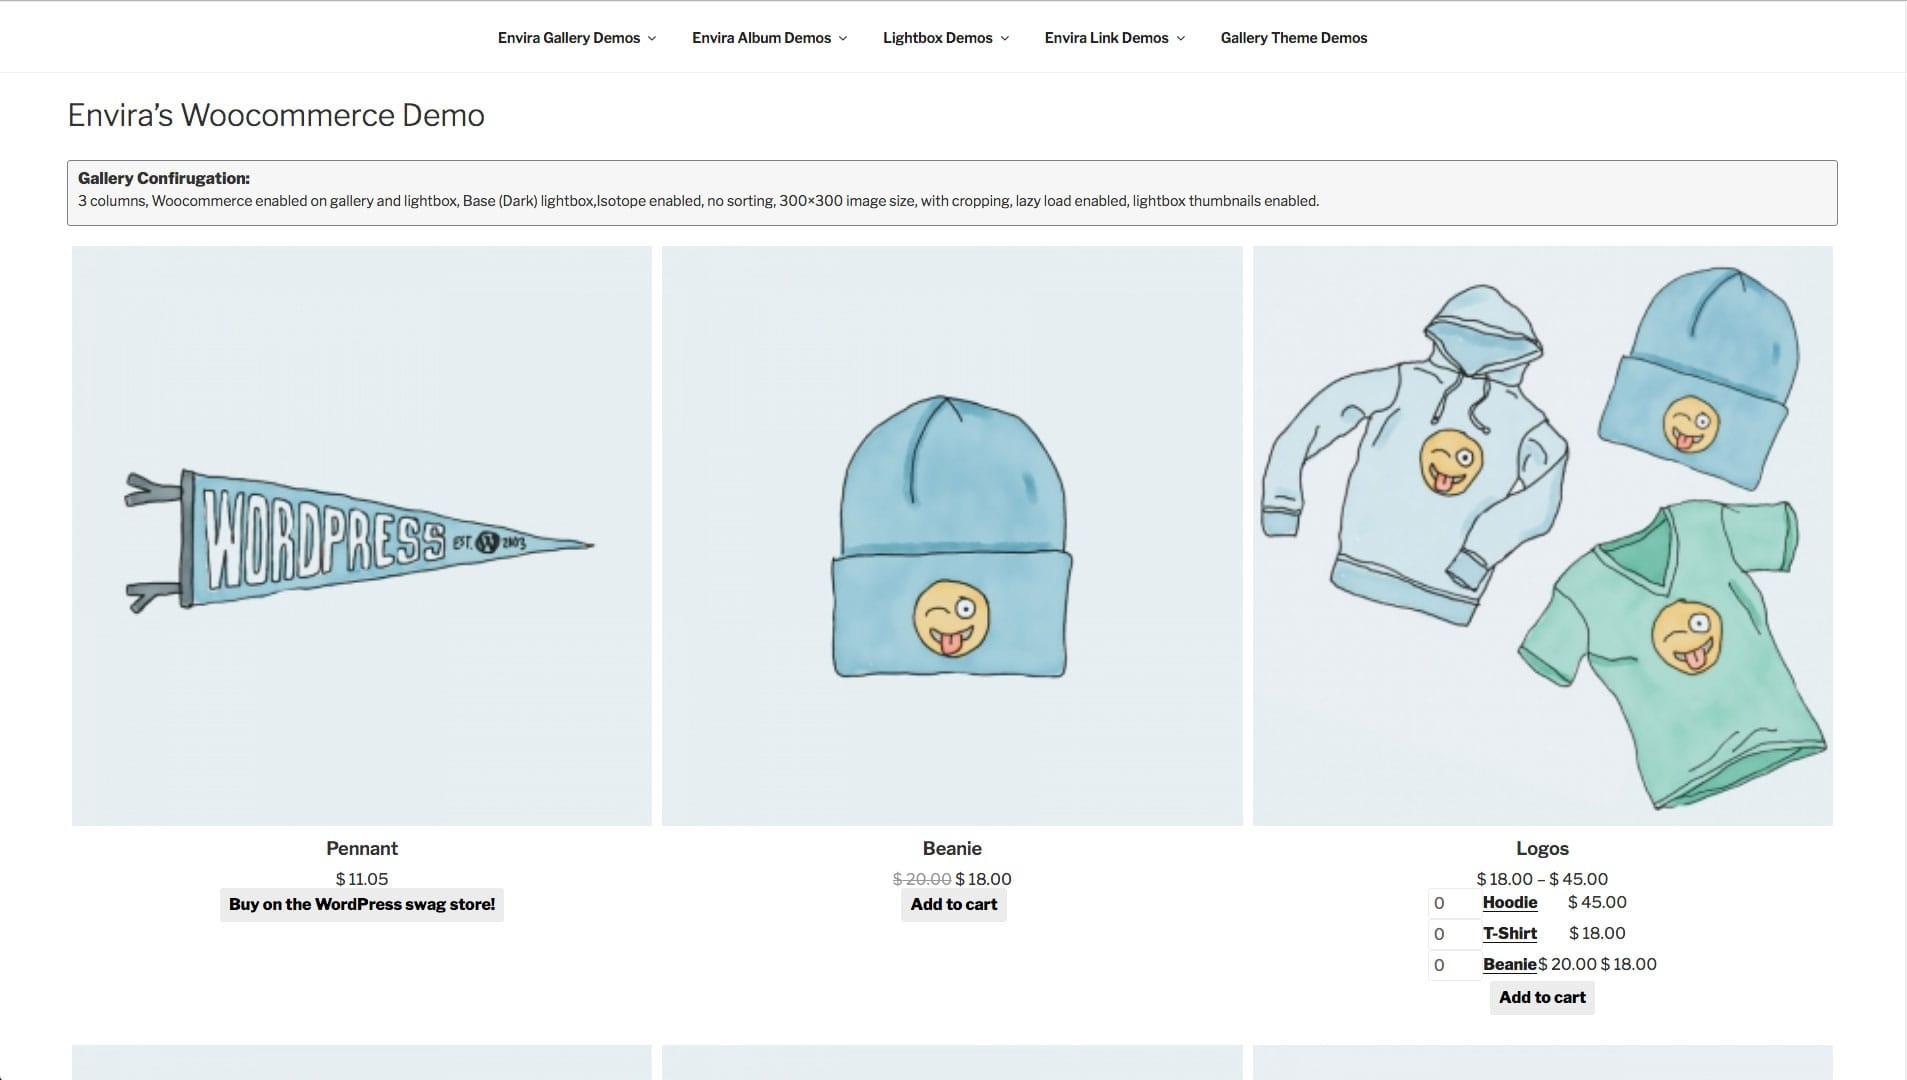 Envira Gallery Demos Envira Album Demos Lightbox Demos Envira Link Demos Gallery Theme Demos
Envira’s Woocommerce Demo
Gallery Confirugation:
3 columns, Woocommerce enabled on gallery and lightbox, Base (Dark) lightbox,Isotope enabled, no sorting, 300×300 image size, with cropping, lazy load enabled, lightbox thumbnails enabled.
WORDPRESS EST. W 2003
Pennant
$ 11.05
Buy on the WordPress swag store!
Beanie
$ 20.00 $ 18.00
Add to cart
Logos
$ 18.00 – $ 45.00
0 Hoodie $ 45.00
0 T-Shirt $ 18.00
0 Beanie$ 20.00 $ 18.00
Add to cart